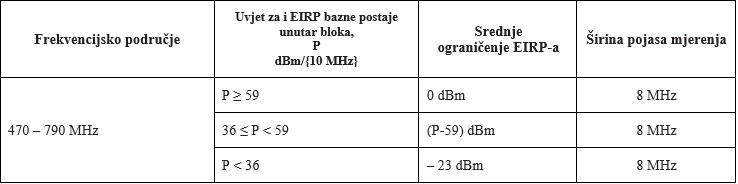 Frekvencijsko područje
Uvjet za i EIRP bazne postaje
unutar bloka,
P
dBm/{10 MHz}
Srednje
ograničenje EIRP-a
Širina pojasa mjerenja
470 – 790 MHz
P ≥ 59
0 dBm
8 MHz
36 ≤ P < 59
(P-59) dBm
8 MHz
P < 36
– 23 dBm
8 MHz